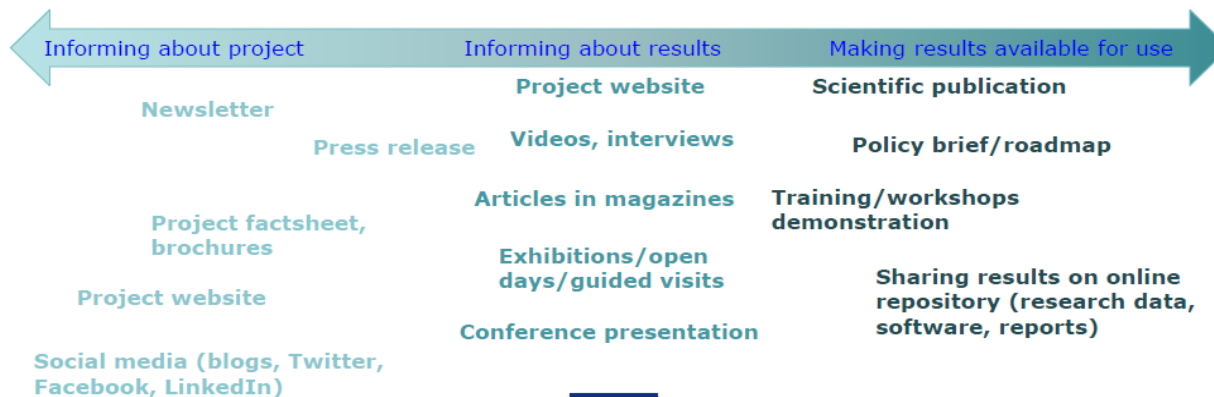 Informing about project
Informing about results
Making results available for use
Newsletter
Press release
Project factsheet,
brochures
Project website
Social media (blogs, Twitter,
Facebook, LinkedIn)
Project website
Videos, interviews
Articles in magazines
Exhibitions/open
days/guided visits
Conference presentation
Scientific publication
Policy brief/roadmap
Training/workshops
demonstration
Sharing results on online
repository (research data,
software, reports)